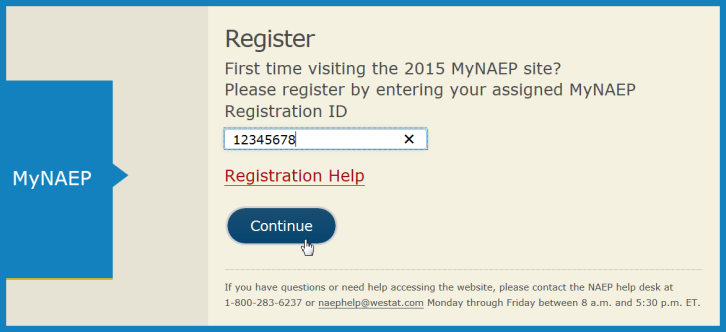 Register
First time visiting the 2015 MyNAEP site?
Please register by entering your assigned MyNAEP
Registration ID
12345678
MyNAEP
Registration Help
Continue
If you have questions or need help accessing the website, please contact the NAEP help desk at
1-800-283-6237 or naephelp@westat.com Monday through Friday between 8 a.m. and 5:30 p.m. ET.